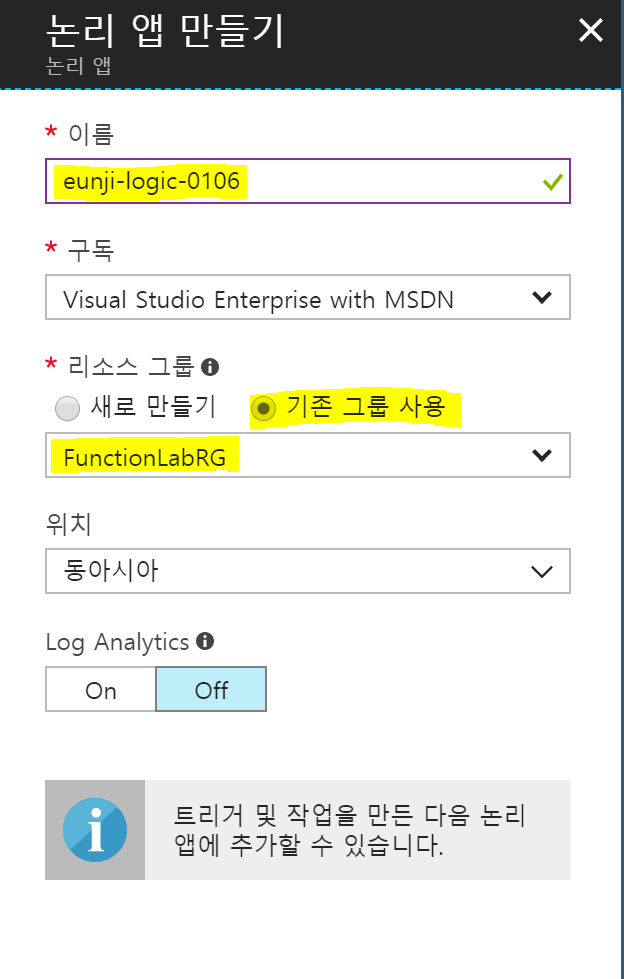 논리 앱 만들기
논리 앱
* 이름
eunji-logic-0106
* 구독
Visual Studio Enterprise with MSDN
* 리소스 그룹
새로 만들기 기존 그룹 사용
FunctionLabRG
위치
동아시아
Log Analytics
On Off
트리거 및 작업을 만든 다음 논리
앱에 추가할 수 있습니다.